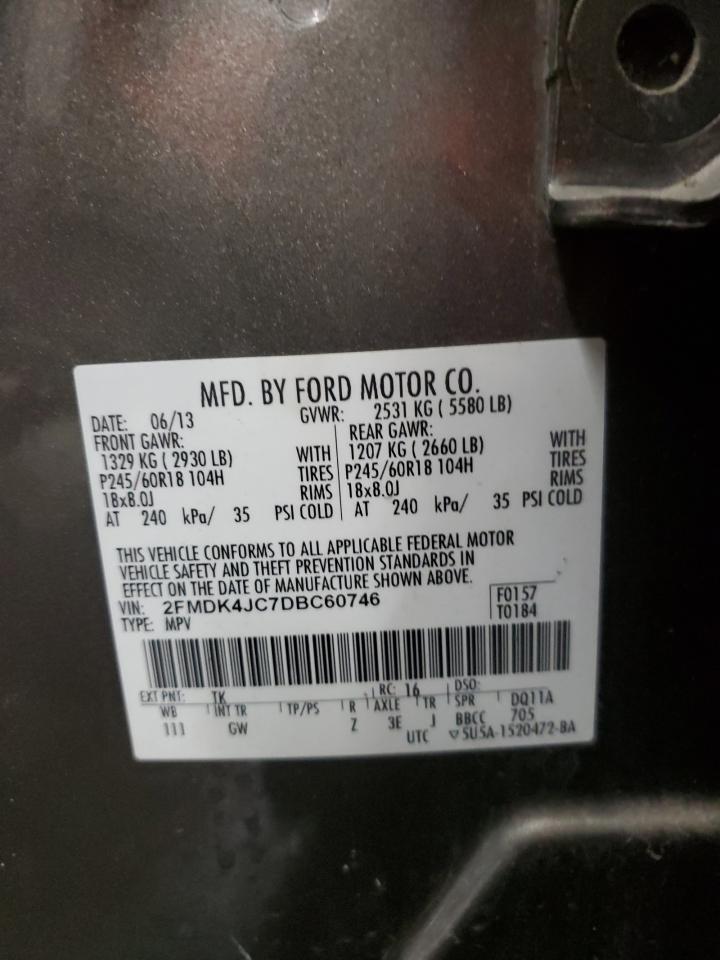 MFD. BY FORD MOTOR CO.
DATE: 06/13 GVWR: 2531 KG ( 5580 LB)
FRONT GAWR: REAR GAWR:
1329 KG ( 2930 LB) WITH 1207 KG ( 2660 LB) WITH
P245/60R18 104H TIRES P245/60R18 104H TIRES
18x8.0J RIMS 18x8.0J RIMS
AT 240 kPa/ 35 PSI COLD AT 240 kPa/ 35 PSI COLD
THIS VEHICLE CONFORMS TO ALL APPLICABLE FEDERAL MOTOR
VEHICLE SAFETY AND THEFT PREVENTION STANDARDS IN
EFFECT ON THE DATE OF MANUFACTURE SHOWN ABOVE.
VIN: 2FMDK4JC7DBC60746 F0157
TYPE: MPV T0184
EXT PNT: TK RC: 16 DSO:
WB INT TR TP/PS R AXLE TR SPR DQ11A
111 GW Z 3E J BBCC 705
UTC ▽5U5A-1520472-BA